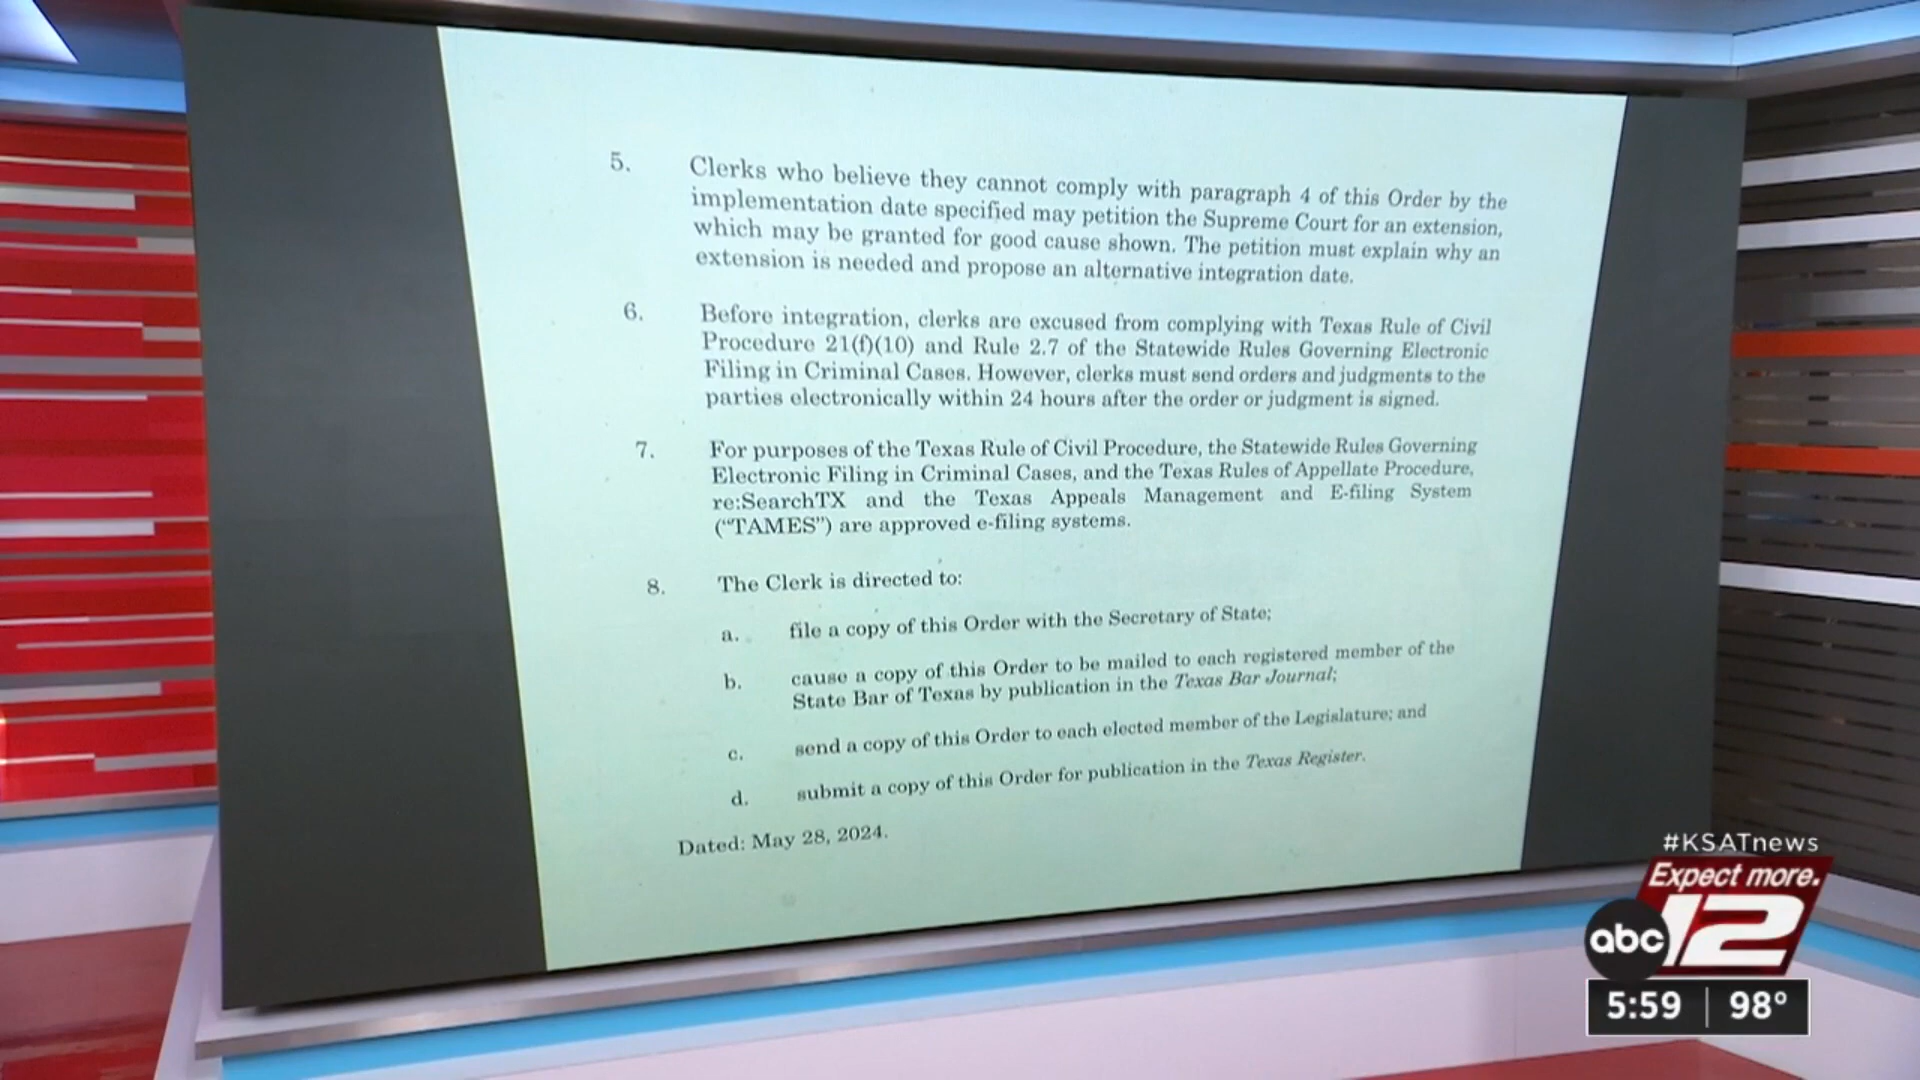 5. Clerks who believe they cannot comply with paragraph 4 of this Order by the
implementation date specified may petition the Supreme Court for an extension,
which may be granted for good cause shown. The petition must explain why an
extension is needed and propose an alternative integration date.
6. Before integration, clerks are excused from complying with Texas Rule of Civil
Procedure 21(f)(10) and Rule 2.7 of the Statewide Rules Governing Electronic
Filing in Criminal Cases. However, clerks must send orders and judgments to the
parties electronically within 24 hours after the order or judgment is signed.
7. For purposes of the Texas Rule of Civil Procedure, the Statewide Rules Governing
Electronic Filing in Criminal Cases, and the Texas Rules of Appellate Procedure,
re:SearchTX and the Texas Appeals Management and E-filing System
("TAMES") are approved e-filing systems.
8. The Clerk is directed to:
a. file a copy of this Order with the Secretary of State;
b. cause a copy of this Order to be mailed to each registered member of the
State Bar of Texas by publication in the Texas Bar Journal;
c. send a copy of this Order to each elected member of the Legislature; and
d. submit a copy of this Order for publication in the Texas Register.
Dated: May 28, 2024.
#KSATnews
Expect more.
abc 12
5:59 98°